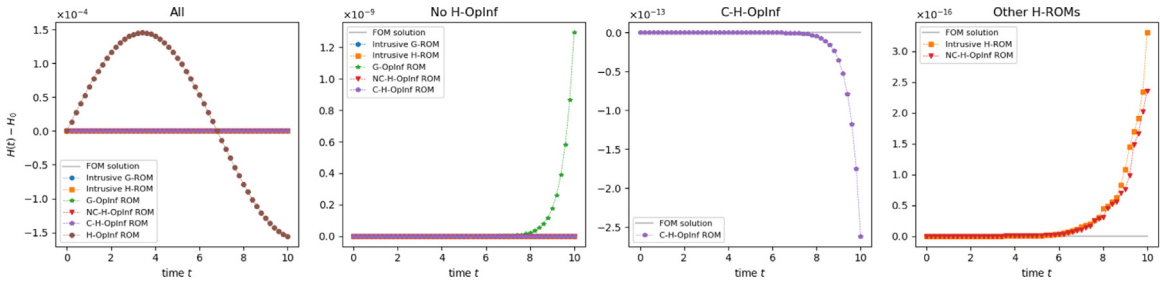 All
×10⁻⁴
1.5
1.0
0.5
0.0
−0.5
−1.0
−1.5
H(t) − H₀
0 2 4 6 8 10
time t
FOM solution
Intrusive G-ROM
Intrusive H-ROM
G-OpInf ROM
NC-H-OpInf ROM
C-H-OpInf ROM
H-OpInf ROM
No H-OpInf
×10⁻⁹
1.2
1.0
0.8
0.6
0.4
0.2
0.0
0 2 4 6 8 10
time t
FOM solution
Intrusive G-ROM
Intrusive H-ROM
G-OpInf ROM
NC-H-OpInf ROM
C-H-OpInf ROM
C-H-OpInf
×10⁻¹³
0.0
−0.5
−1.0
−1.5
−2.0
−2.5
0 2 4 6 8 10
time t
FOM solution
C-H-OpInf ROM
Other H-ROMs
×10⁻¹⁶
3.0
2.5
2.0
1.5
1.0
0.5
0.0
0 2 4 6 8 10
time t
FOM solution
Intrusive H-ROM
NC-H-OpInf ROM